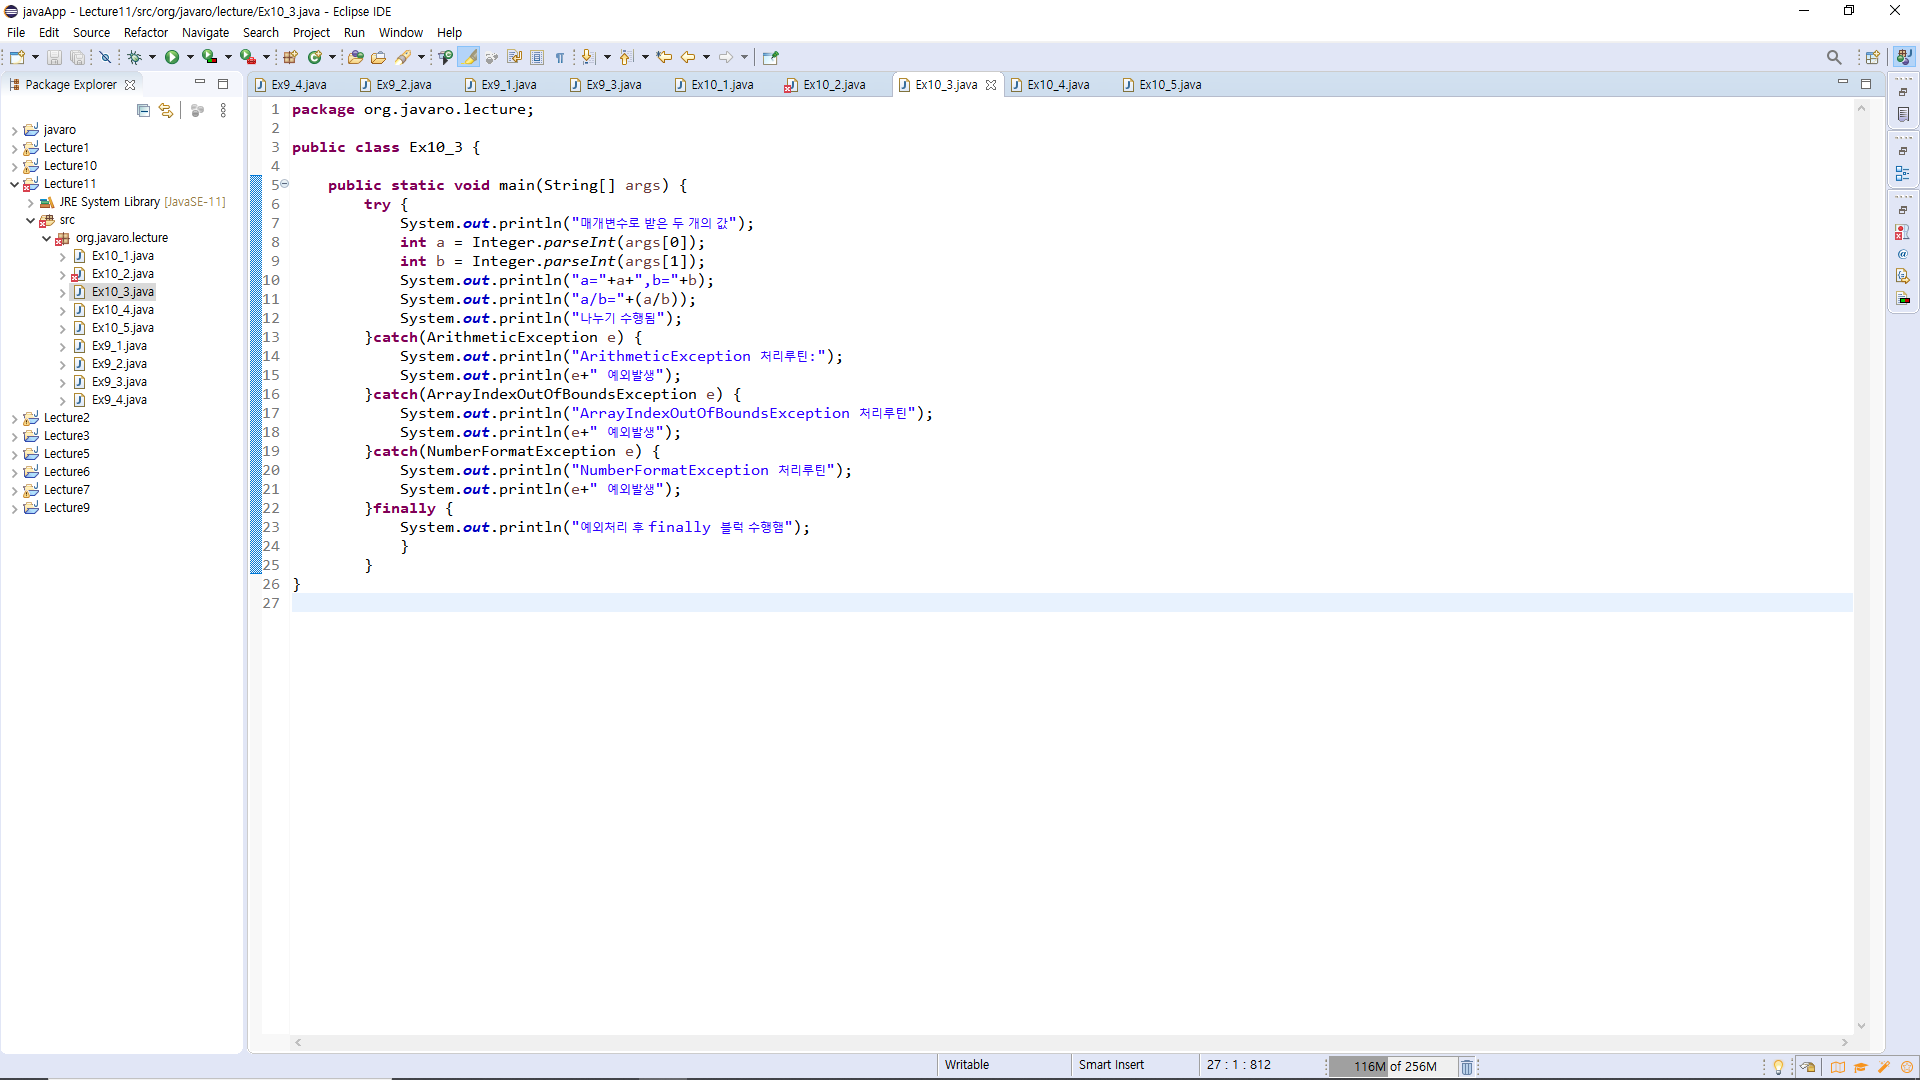 javaApp - Lecture11/src/org/javaro/lecture/Ex10_3.java - Eclipse IDE
File Edit Source Refactor Navigate Search Project Run Window Help
Package Explorer
javaro
Lecture1
Lecture10
Lecture11
JRE System Library [JavaSE-11]
src
org.javaro.lecture
Ex10_1.java
Ex10_2.java
Ex10_3.java
Ex10_4.java
Ex10_5.java
Ex9_1.java
Ex9_2.java
Ex9_3.java
Ex9_4.java
Lecture2
Lecture3
Lecture5
Lecture6
Lecture7
Lecture9
Ex9_4.java Ex9_2.java Ex9_1.java Ex9_3.java Ex10_1.java Ex10_2.java Ex10_3.java Ex10_4.java Ex10_5.java
1 package org.javaro.lecture;
2
3 public class Ex10_3 {
4
5 public static void main(String[] args) {
6 try {
7 System.out.println("매개변수로 받은 두 개의 값");
8 int a = Integer.parseInt(args[0]);
9 int b = Integer.parseInt(args[1]);
10 System.out.println("a="+a+",b="+b);
11 System.out.println("a/b="+(a/b));
12 System.out.println("나누기 수행됨");
13 }catch(ArithmeticException e) {
14 System.out.println("ArithmeticException 처리루틴:");
15 System.out.println(e+" 예외발생");
16 }catch(ArrayIndexOutOfBoundsException e) {
17 System.out.println("ArrayIndexOutOfBoundsException 처리루틴");
18 System.out.println(e+" 예외발생");
19 }catch(NumberFormatException e) {
20 System.out.println("NumberFormatException 처리루틴");
21 System.out.println(e+" 예외발생");
22 }finally {
23 System.out.println("예외처리 후 finally 블럭 수행햄");
24 }
25 }
26 }
27
Writable Smart Insert 27 : 1 : 812 116M of 256M